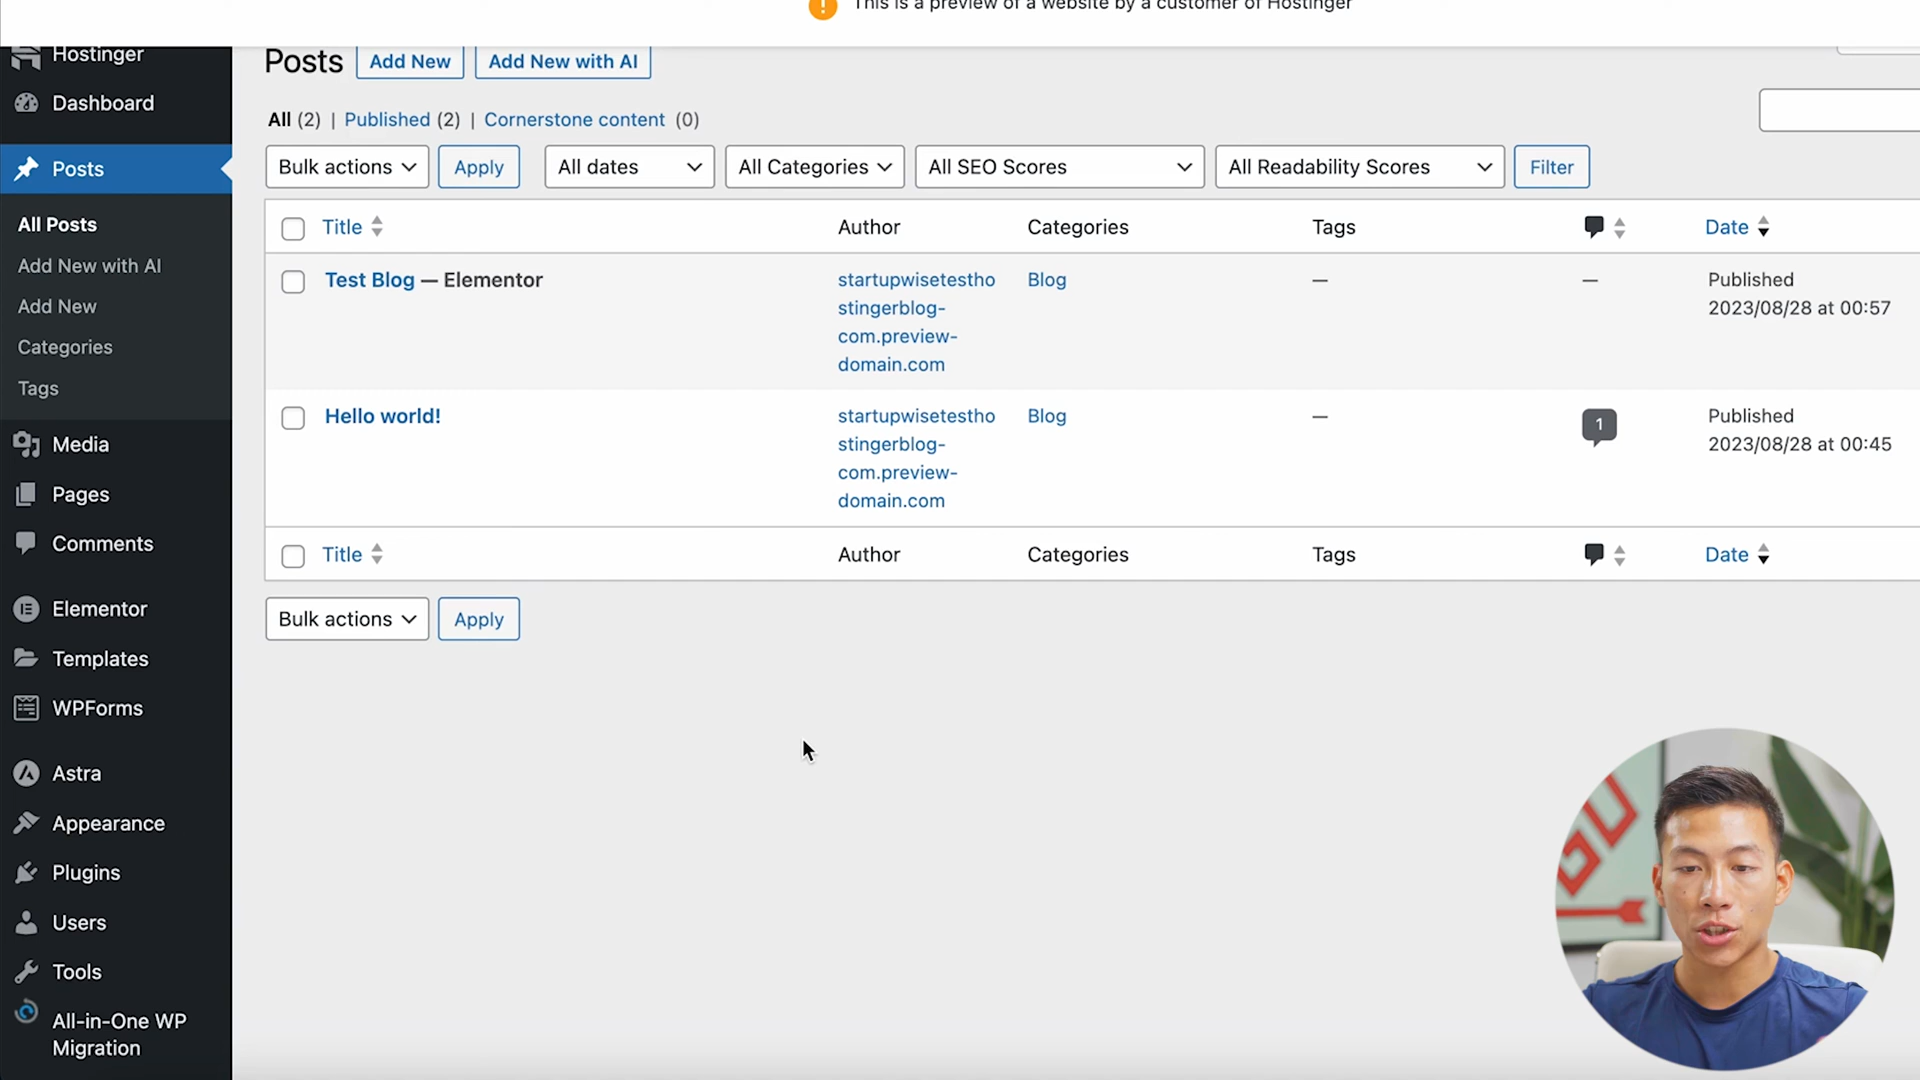 This is a preview of a website by a customer of Hostinger
Hostinger
Dashboard
Posts
All Posts
Add New with AI
Add New
Categories
Tags
Media
Pages
Comments
Elementor
Templates
WPForms
Astra
Appearance
Plugins
Users
Tools
All-in-One WP
Migration
Posts Add New Add New with AI
All (2) | Published (2) | Cornerstone content (0)
Bulk actions Apply All dates All Categories All SEO Scores All Readability Scores Filter
Title Author Categories Tags Date
Test Blog — Elementor startupwisetestho Blog — — Published
stingerblog- 2023/08/28 at 00:57
com.preview-
domain.com
Hello world! startupwisetestho Blog — 1 Published
stingerblog- 2023/08/28 at 00:45
com.preview-
domain.com
Title Author Categories Tags Date
Bulk actions Apply